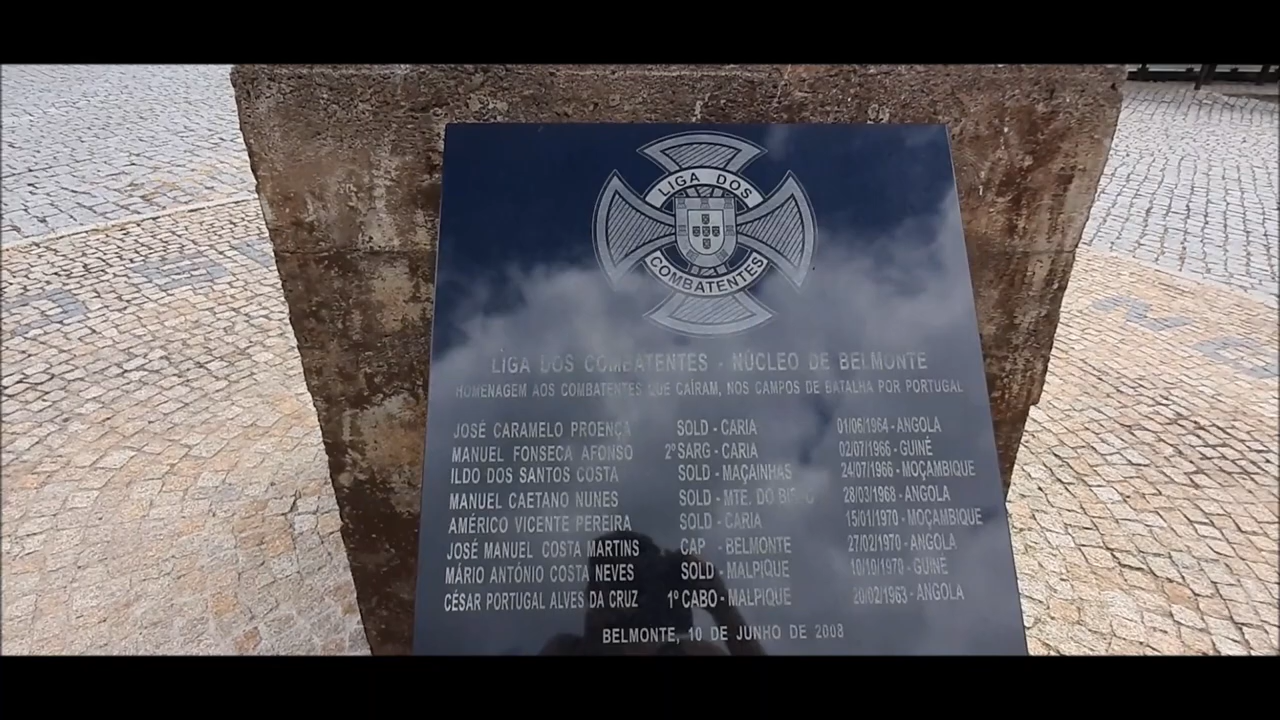 LIGA DOS
COMBATENTES
LIGA DOS COMBATENTES - NÚCLEO DE BELMONTE
HOMENAGEM AOS COMBATENTES QUE CAÍRAM, NOS CAMPOS DE BATALHA POR PORTUGAL
JOSÉ CARAMELO PROENÇA SOLD - CARIA 01/06/1964 - ANGOLA
MANUEL FONSECA AFONSO 2º SARG - CARIA 02/07/1966 - GUINÉ
ILDO DOS SANTOS COSTA SOLD - MAÇAINHAS 24/07/1966 - MOÇAMBIQUE
MANUEL CAETANO NUNES SOLD - MTE. DO BISPO 28/03/1968 - ANGOLA
AMÉRICO VICENTE PEREIRA SOLD - CARIA 15/01/1970 - MOÇAMBIQUE
JOSÉ MANUEL COSTA MARTINS CAP - BELMONTE 27/02/1970 - ANGOLA
MÁRIO ANTÓNIO COSTA NEVES SOLD - MALPIQUE 10/10/1970 - GUINÉ
CÉSAR PORTUGAL ALVES DA CRUZ 1º CABO - MALPIQUE 20/02/1963 - ANGOLA
BELMONTE, 10 DE JUNHO DE 2008